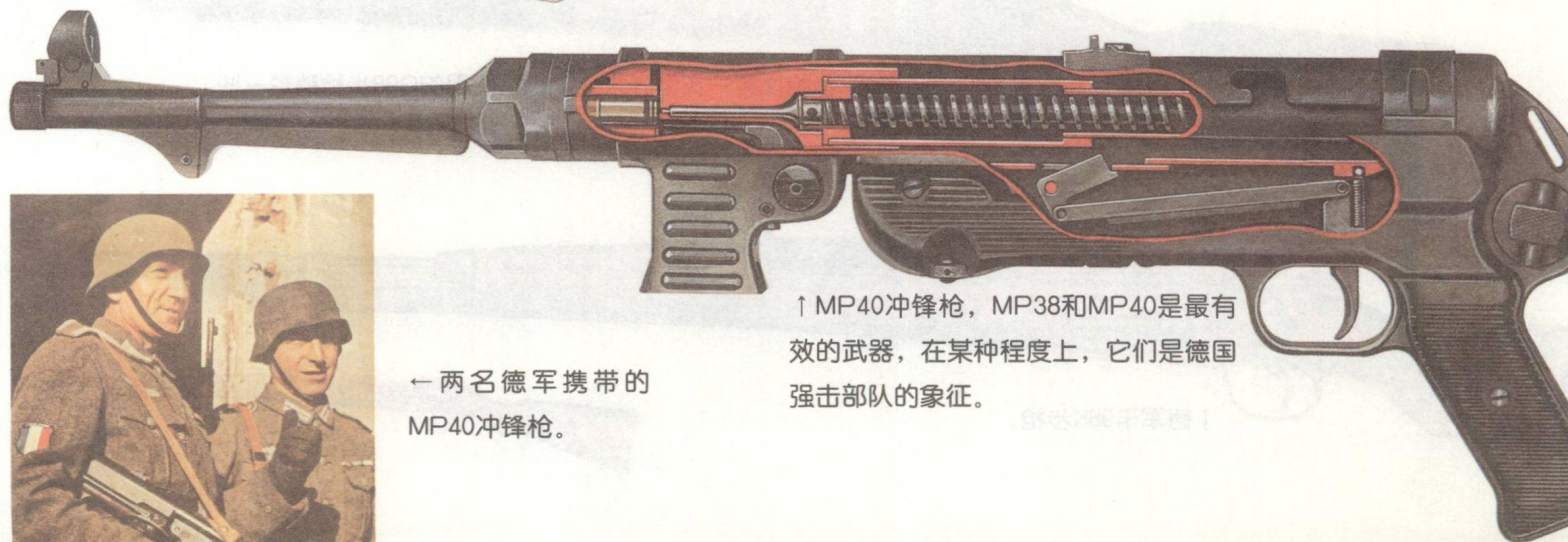 ↑MP40冲锋枪，MP38和MP40是最有
效的武器，在某种程度上，它们是德国
强击部队的象征。
←两名德军携带的
MP40冲锋枪。